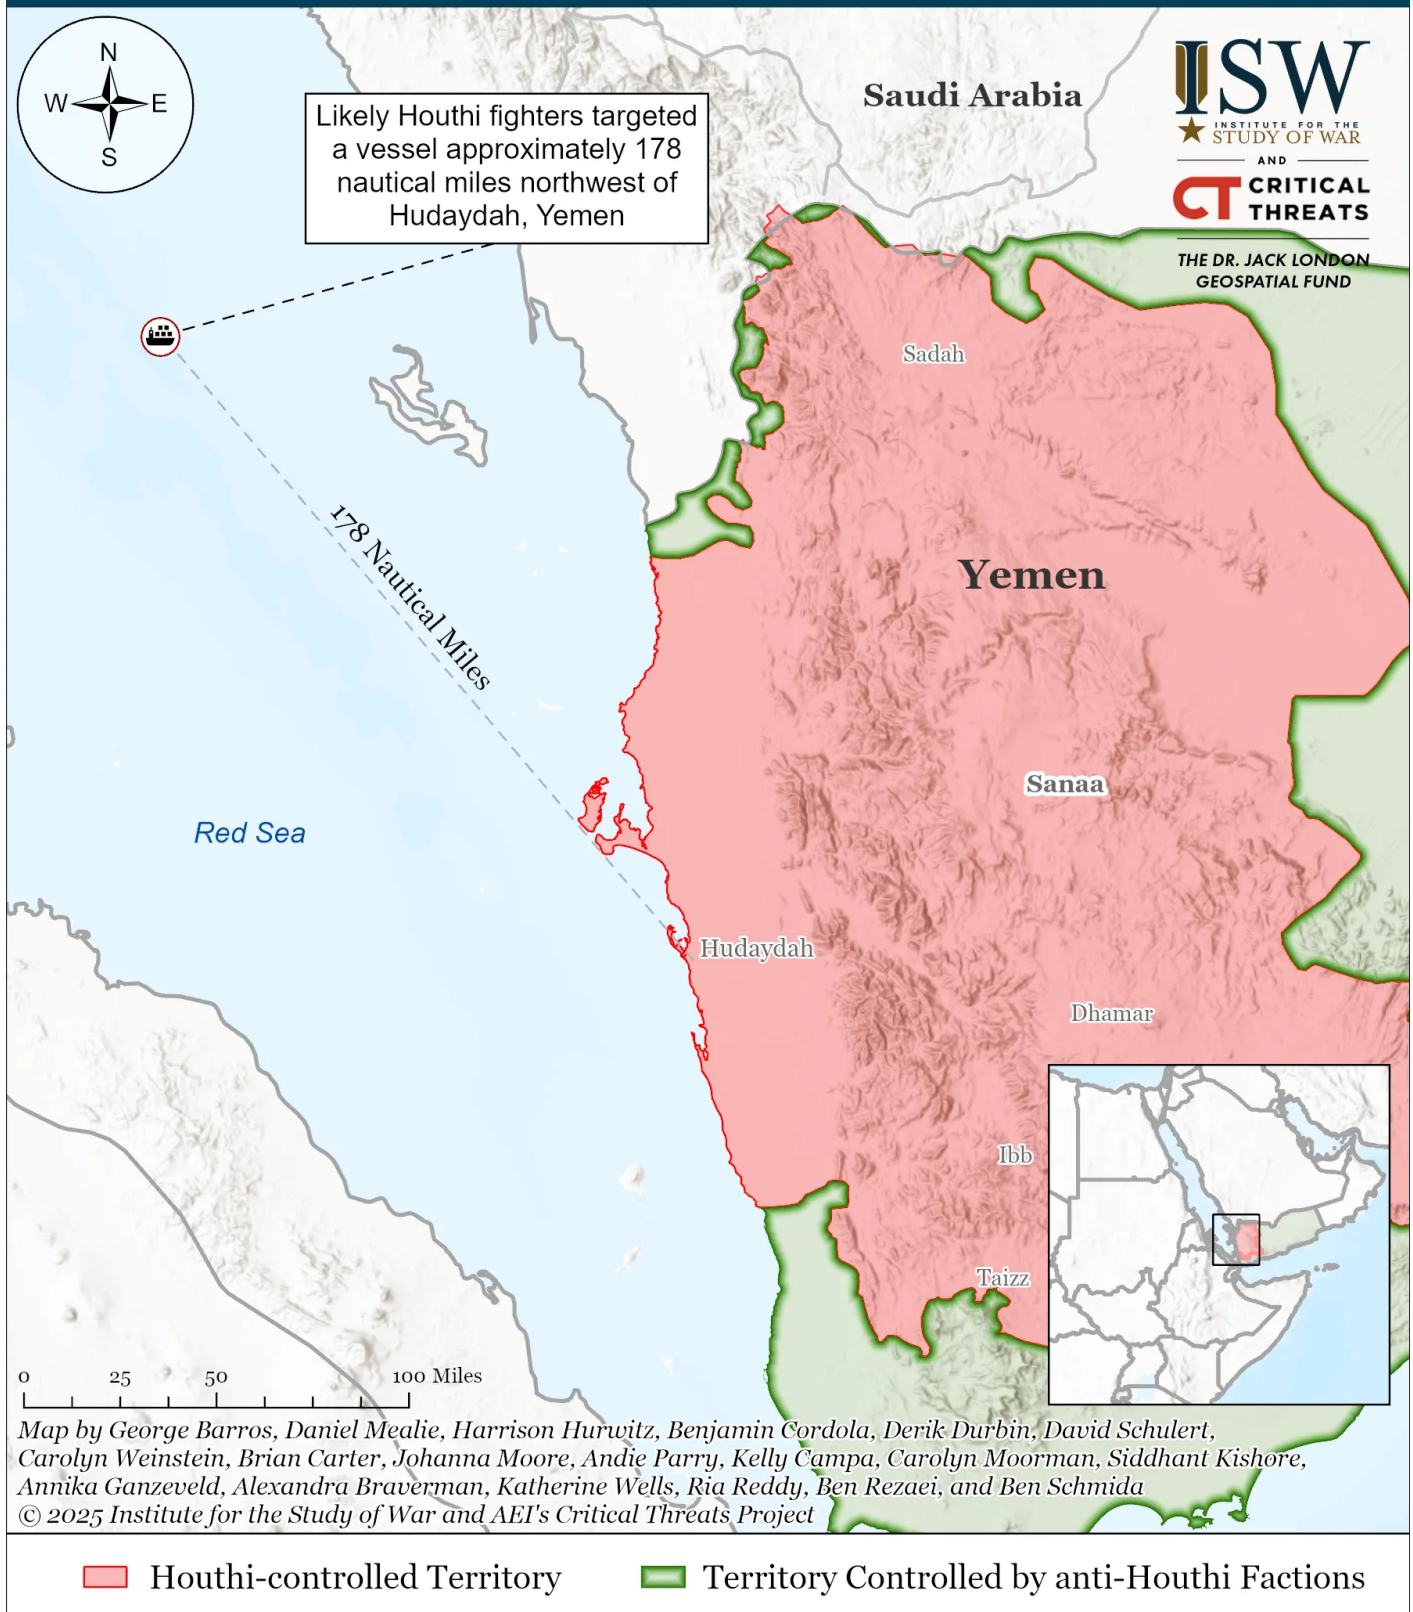 N
W
E
S
Likely Houthi fighters targeted
a vessel approximately 178
nautical miles northwest of
Hudaydah, Yemen
Saudi Arabia
ISW
INSTITUTE FOR THE
STUDY OF WAR
AND
CT CRITICAL
THREATS
THE DR. JACK LONDON
GEOSPATIAL FUND
Sadah
178 Nautical Miles
Yemen
Sanaa
Red Sea
Hudaydah
Dhamar
Ibb
Taizz
0 25 50 100 Miles
Map by George Barros, Daniel Mealie, Harrison Hurwitz, Benjamin Cordola, Derik Durbin, David Schulert,
Carolyn Weinstein, Brian Carter, Johanna Moore, Andie Parry, Kelly Campa, Carolyn Moorman, Siddhant Kishore,
Annika Ganzeveld, Alexandra Braverman, Katherine Wells, Ria Reddy, Ben Rezaei, and Ben Schmida
© 2025 Institute for the Study of War and AEI's Critical Threats Project
Houthi-controlled Territory
Territory Controlled by anti-Houthi Factions